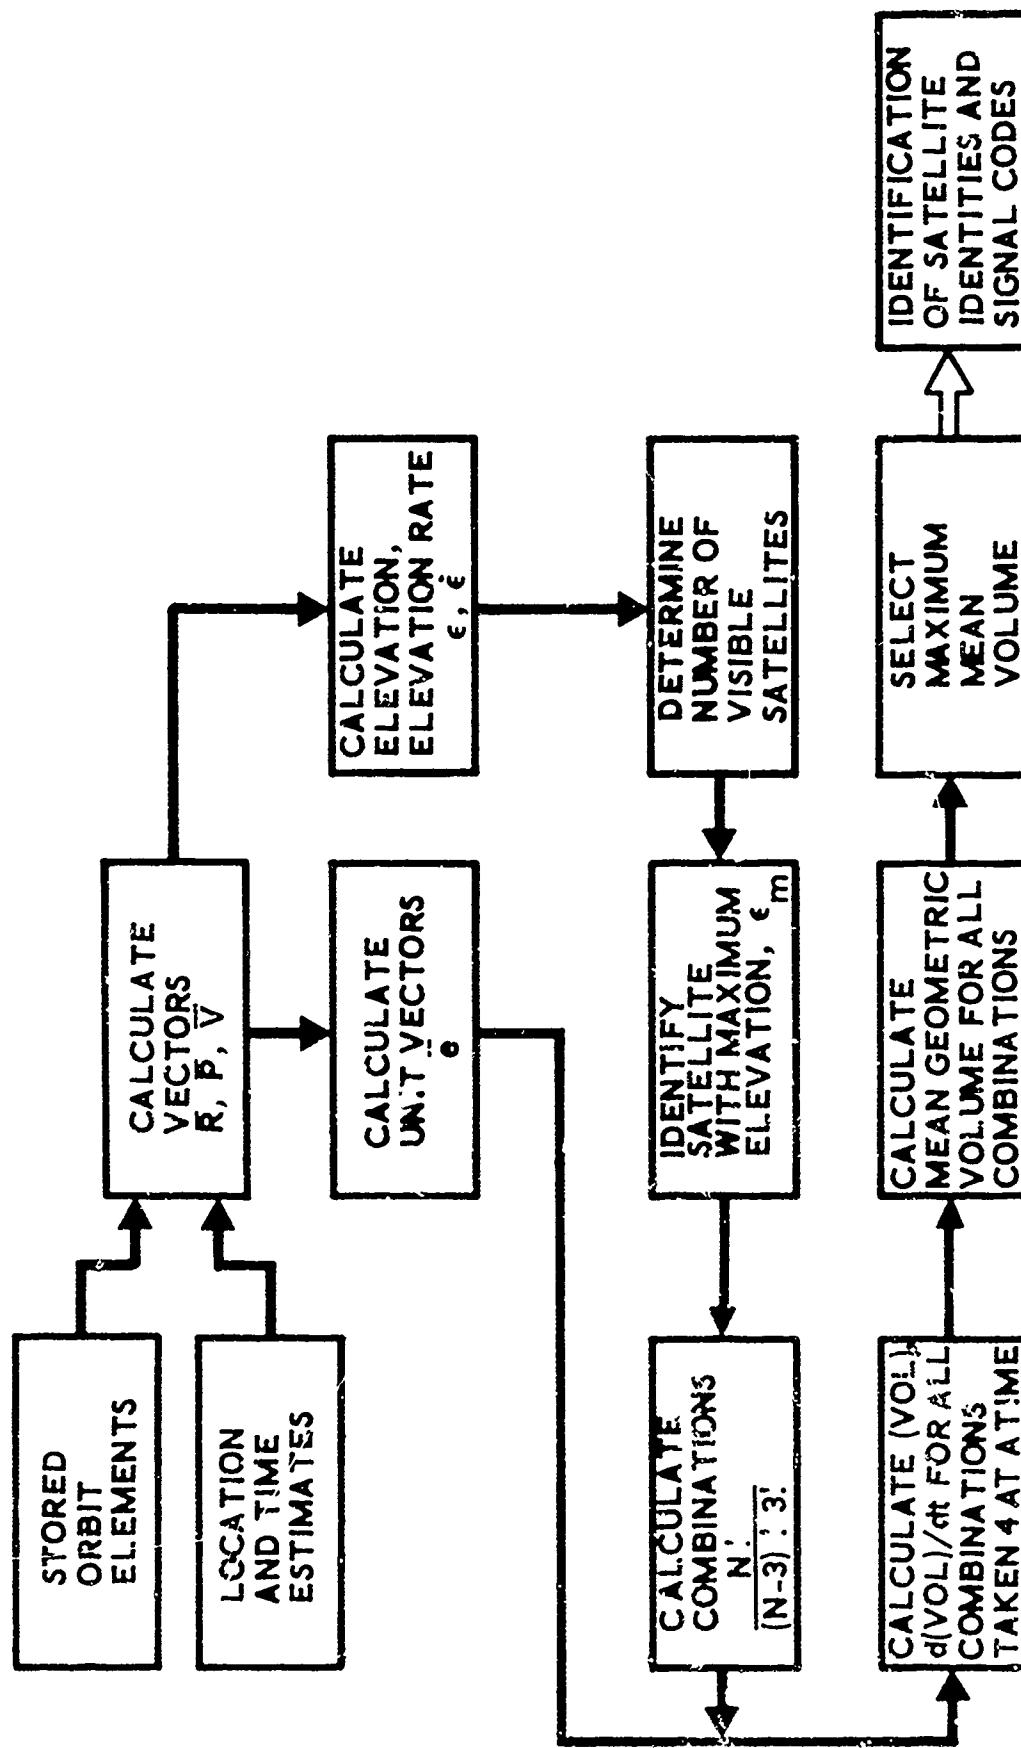 STORED
ORBIT
ELEMENTS
LOCATION
AND TIME
ESTIMATES
CALCULATE
VECTORS
R̅, P̅, V̅
CALCULATE
UNIT VECTORS
e̅
CALCULATE
ELEVATION,
ELEVATION RATE
ϵ, ϵ̇
DETERMINE
NUMBER OF
VISIBLE
SATELLITES
IDENTIFY
SATELLITE
WITH MAXIMUM
ELEVATION, ϵm
CALCULATE
COMBINATIONS
N!
(N-3)! 3!
CALCULATE (VOL),
d(VOL)/dt FOR ALL
COMBINATIONS
TAKEN 4 AT A TIME
CALCULATE
MEAN GEOMETRIC
VOLUME FOR ALL
COMBINATIONS
SELECT
MAXIMUM
MEAN
VOLUME
IDENTIFICATION
OF SATELLITE
IDENTITIES AND
SIGNAL CODES